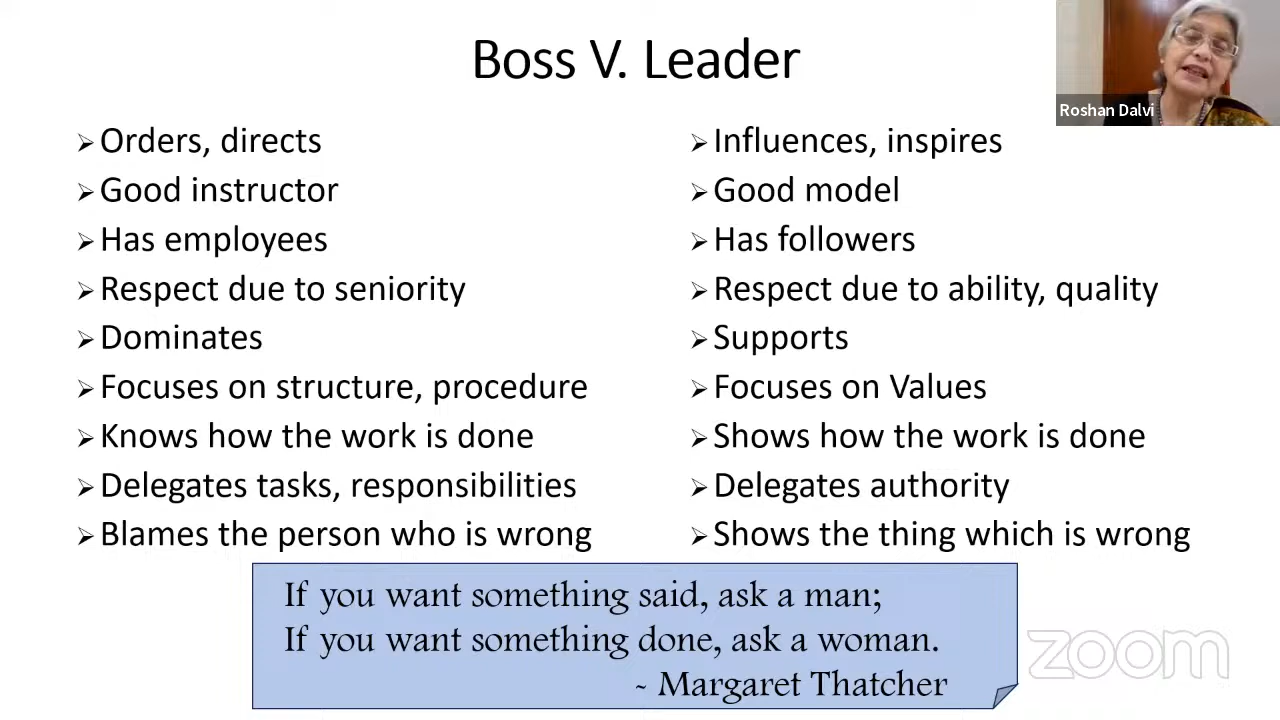 Boss V. Leader
Roshan Dalvi
Orders, directs
Good instructor
Has employees
Respect due to seniority
Dominates
Focuses on structure, procedure
Knows how the work is done
Delegates tasks, responsibilities
Blames the person who is wrong
Influences, inspires
Good model
Has followers
Respect due to ability, quality
Supports
Focuses on Values
Shows how the work is done
Delegates authority
Shows the thing which is wrong
If you want something said, ask a man;
If you want something done, ask a woman.
~ Margaret Thatcher
zoom